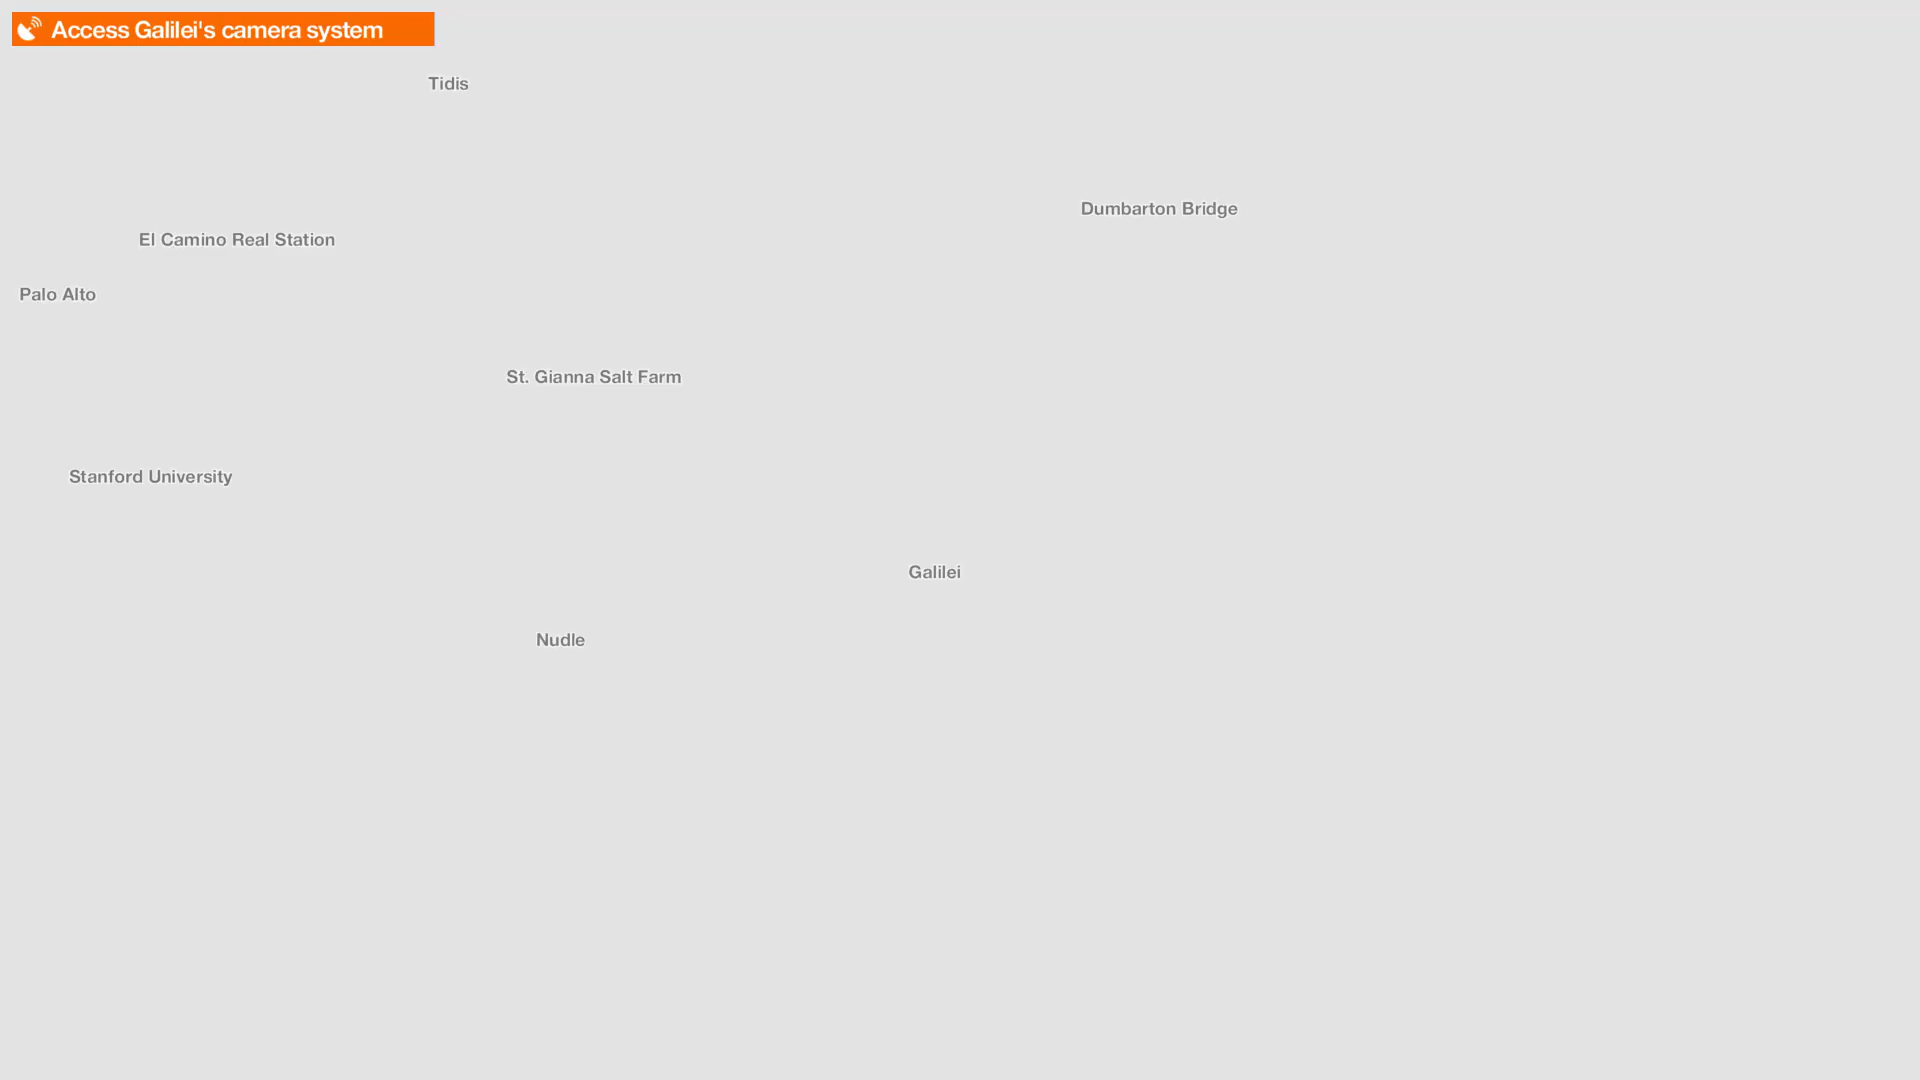 Access Galilei's camera system
Tidis
Dumbarton Bridge
El Camino Real Station
Palo Alto
St. Gianna Salt Farm
Stanford University
Galilei
Nudle